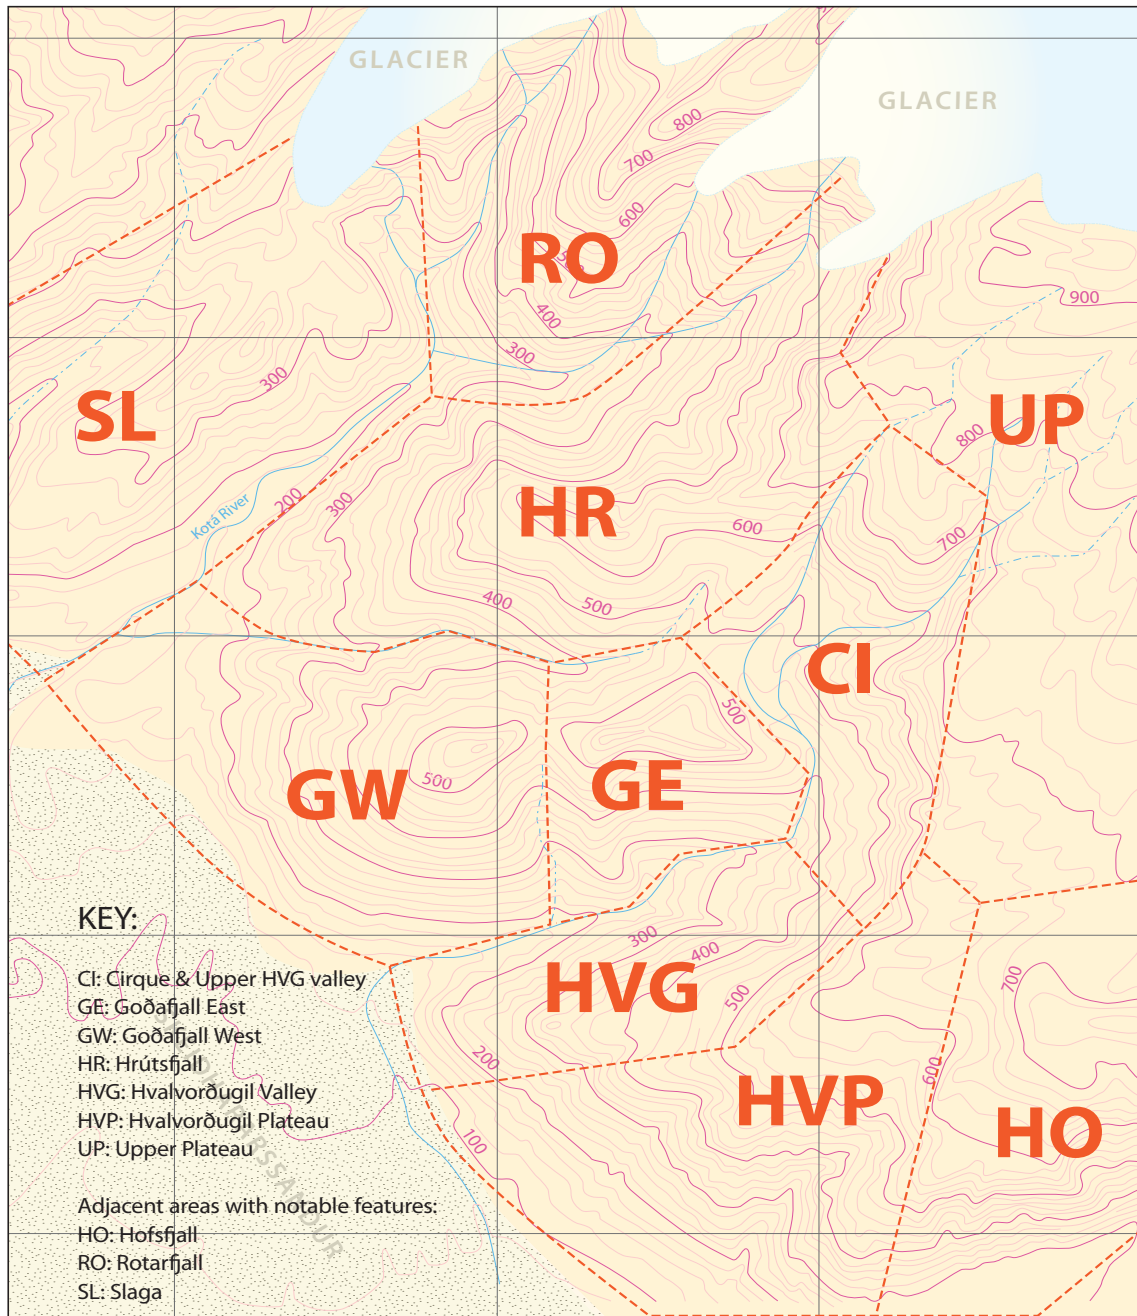 GLACIER
GLACIER
800
700
600
500
RO
400
300
900
300
SL
UP
800
Kotá River
200
300
HR
600
700
400
500
CI
500
GW
500
GE
KEY:
CI: Cirque & Upper HVG valley
GE: Goðafjall East
GW: Goðafjall West
HR: Hrútsfjall
HVG: Hvalvorðugil Valley
HVP: Hvalvorðugil Plateau
UP: Upper Plateau
Adjacent areas with notable features:
HO: Hofsfjall
RO: Rotarfjall
SL: Slaga
300
400
HVG
500
700
200
600
HVP
100
HO